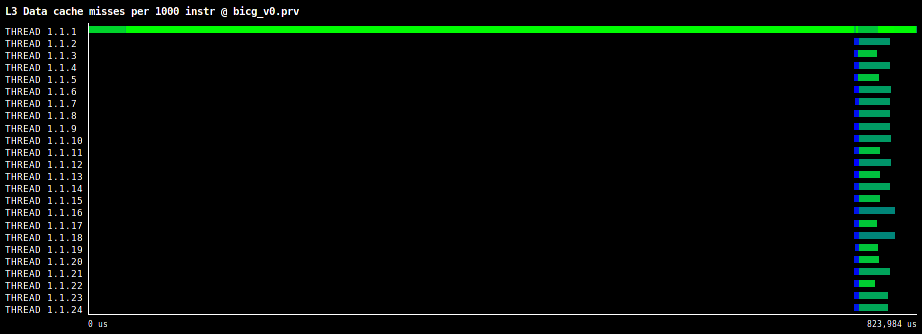 L3 Data cache misses per 1000 instr @ bicg_v0.prv
THREAD 1.1.1
THREAD 1.1.2
THREAD 1.1.3
THREAD 1.1.4
THREAD 1.1.5
THREAD 1.1.6
THREAD 1.1.7
THREAD 1.1.8
THREAD 1.1.9
THREAD 1.1.10
THREAD 1.1.11
THREAD 1.1.12
THREAD 1.1.13
THREAD 1.1.14
THREAD 1.1.15
THREAD 1.1.16
THREAD 1.1.17
THREAD 1.1.18
THREAD 1.1.19
THREAD 1.1.20
THREAD 1.1.21
THREAD 1.1.22
THREAD 1.1.23
THREAD 1.1.24
0 us 823,984 us